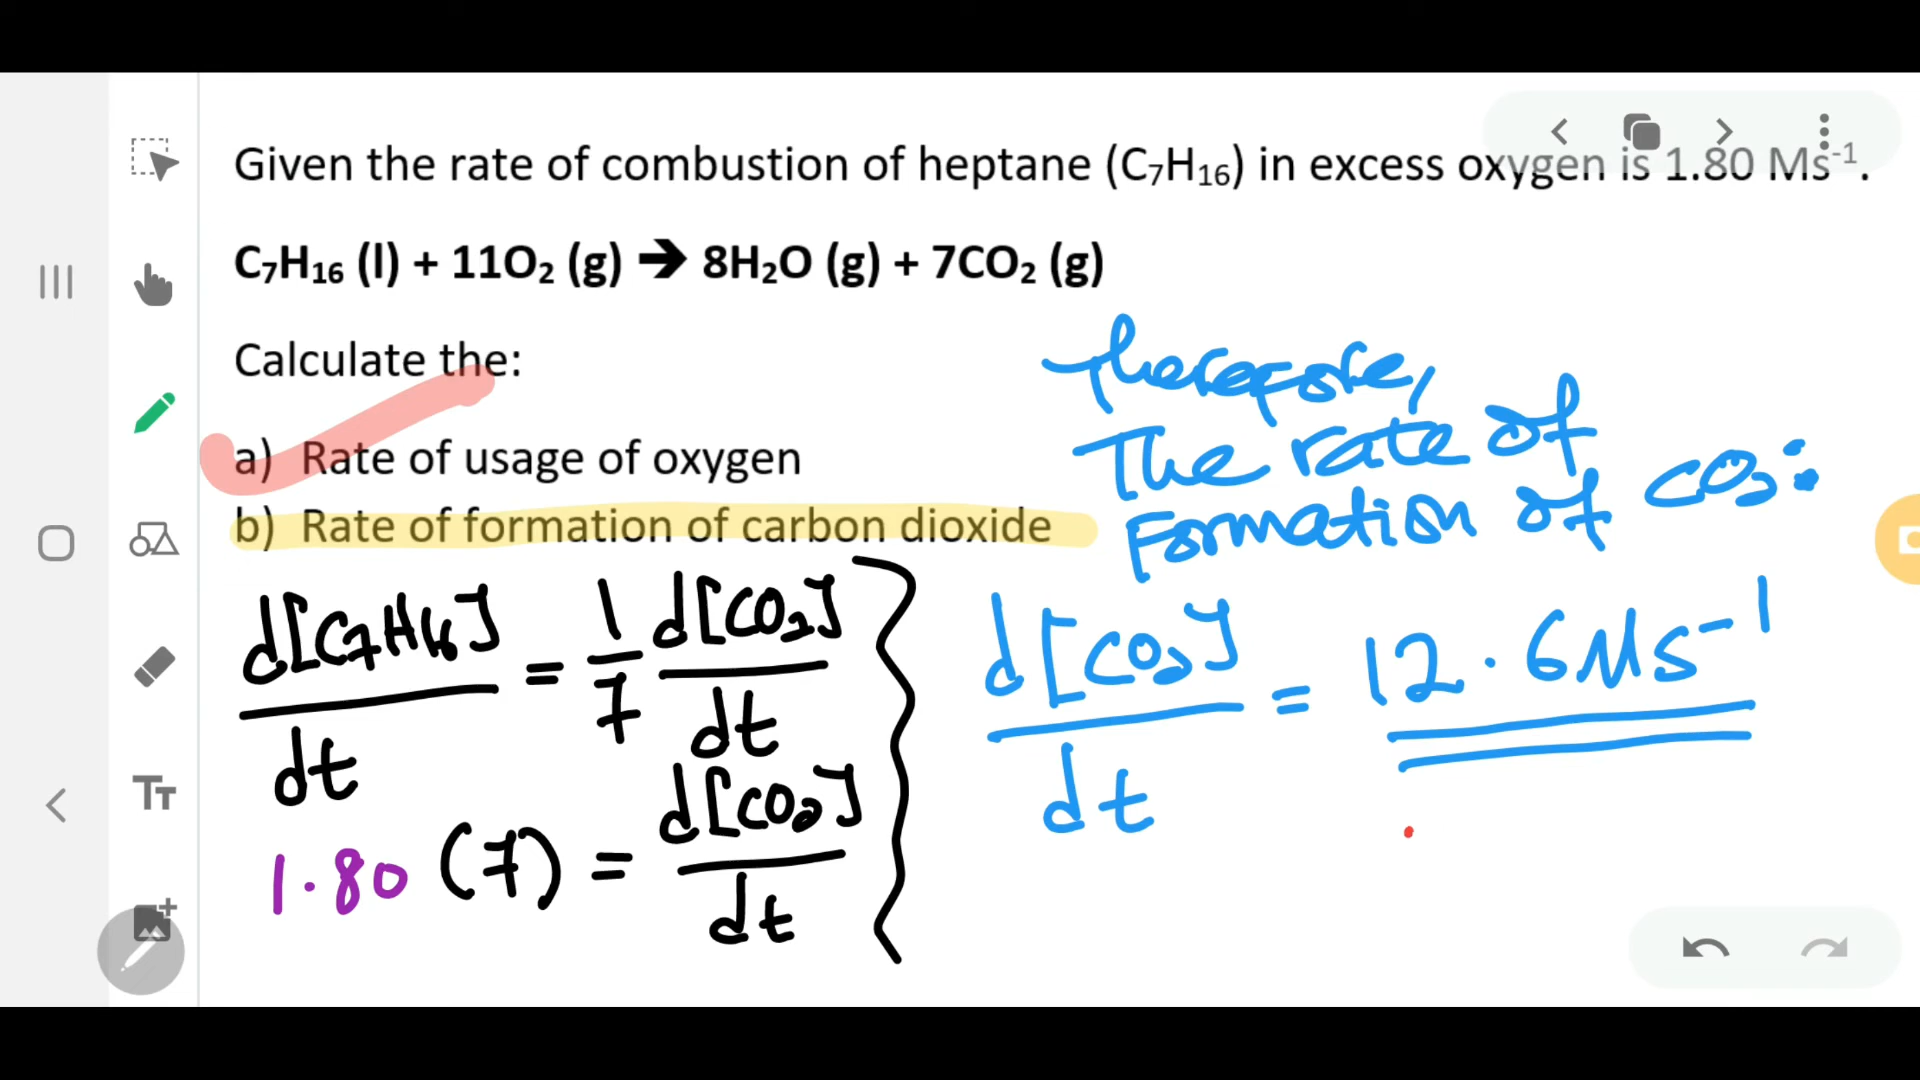 Given the rate of combustion of heptane (C₇H₁₆) in excess oxygen is 1.80 Ms⁻¹.
C₇H₁₆ (l) + 11O₂ (g) ➔ 8H₂O (g) + 7CO₂ (g)
Calculate the:
a) Rate of usage of oxygen
b) Rate of formation of carbon dioxide
d[C₇H₁₆]/dt = 1/7 d[CO₂]/dt
1.80 (7) = d[CO₂]/dt
Therefore,
The rate of
Formation of CO₂:
d[CO₂]/dt = 12.6 Ms⁻¹
Tт